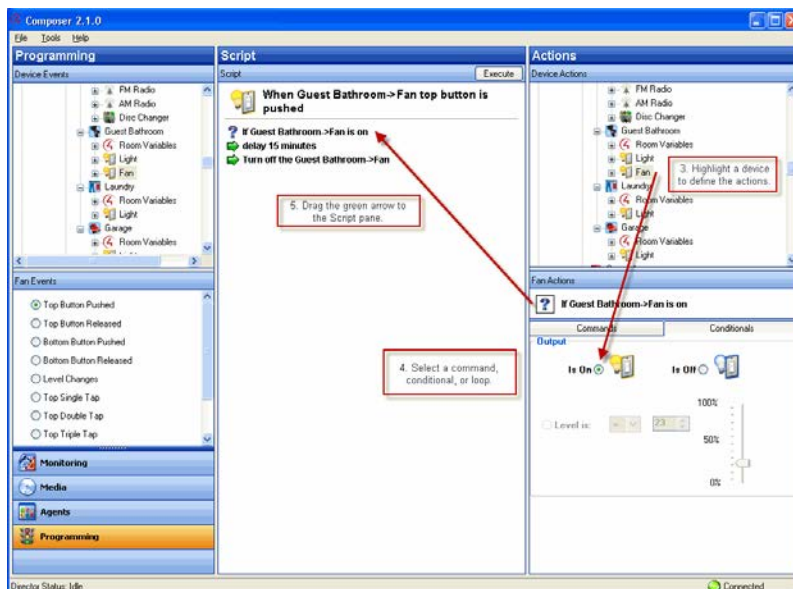 Composer 2.1.0
File Tools Help
Programming
Device Events
FM Radio
AM Radio
Disc Changer
Guest Bathroom
Room Variables
Light
Fan
Laundry
Room Variables
Light
Garage
Room Variables
Fan Events
Top Button Pushed
Top Button Released
Bottom Button Pushed
Bottom Button Released
Level Changes
Top Single Tap
Top Double Tap
Top Triple Tap
Monitoring
Media
Agents
Programming
Script
Script Execute
When Guest Bathroom->Fan top button is
pushed
If Guest Bathroom->Fan is on
delay 15 minutes
Turn off the Guest Bathroom->Fan
5. Drag the green arrow to
the Script pane.
4. Select a command,
conditional, or loop.
Actions
Device Actions
FM Radio
AM Radio
Disc Changer
Guest Bathroom
Room Variables
Light
Fan
Laundry
Room Variables
Light
Garage
Room Variables
Light
3. Highlight a device
to define the actions.
Fan Actions
If Guest Bathroom->Fan is on
Commands Conditionals
Output
Is On Is Off
Level is: 23
100%
50%
0%
Director Status: Idle
Connected